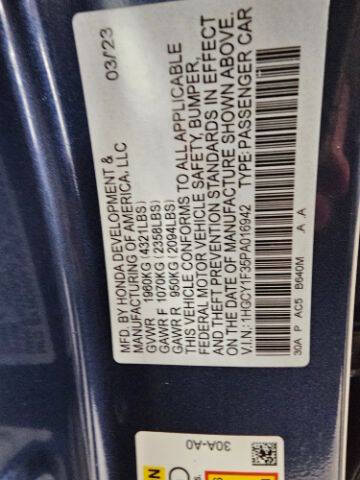 MFD. BY HONDA DEVELOPMENT & 03/23
MANUFACTURING OF AMERICA, LLC
GVWR 1960KG (4321LBS)
GAWR F 1070KG (2358LBS)
GAWR R 950KG (2094LBS)
THIS VEHICLE CONFORMS TO ALL APPLICABLE
FEDERAL MOTOR VEHICLE SAFETY, BUMPER,
AND THEFT PREVENTION STANDARDS IN EFFECT
ON THE DATE OF MANUFACTURE SHOWN ABOVE.
V.I.N.: 1HGCY1F35PA016942 TYPE: PASSENGER CAR
30A P AC5 B640M A .A
30A-A0